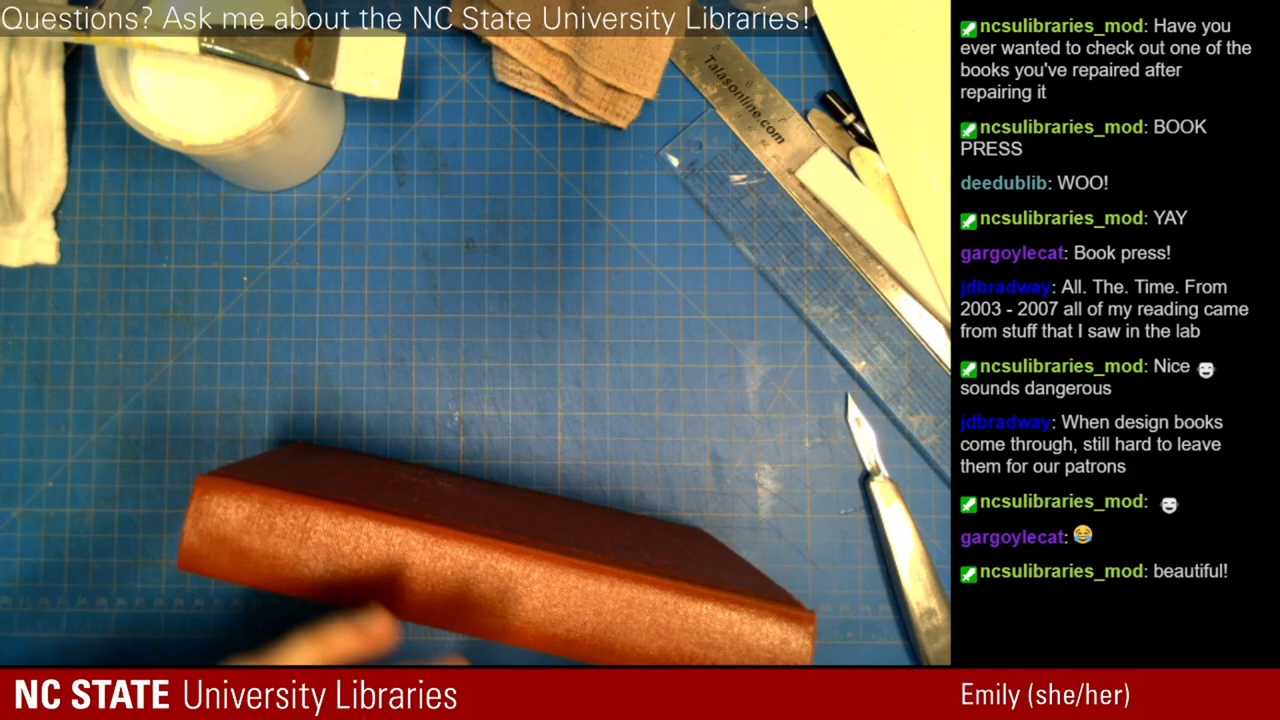 Questions? Ask me about the NC State University Libraries!
Talasonline.com
ncsulibraries_mod: Have you
ever wanted to check out one of the
books you've repaired after
repairing it
ncsulibraries_mod: BOOK
PRESS
deedublib: WOO!
ncsulibraries_mod: YAY
gargoylecat: Book press!
jdbradway: All. The. Time. From
2003 - 2007 all of my reading came
from stuff that I saw in the lab
ncsulibraries_mod: Nice
sounds dangerous
jdbradway: When design books
come through, still hard to leave
them for our patrons
ncsulibraries_mod:
gargoylecat: 😂
ncsulibraries_mod: beautiful!
NC STATE University Libraries
Emily (she/her)